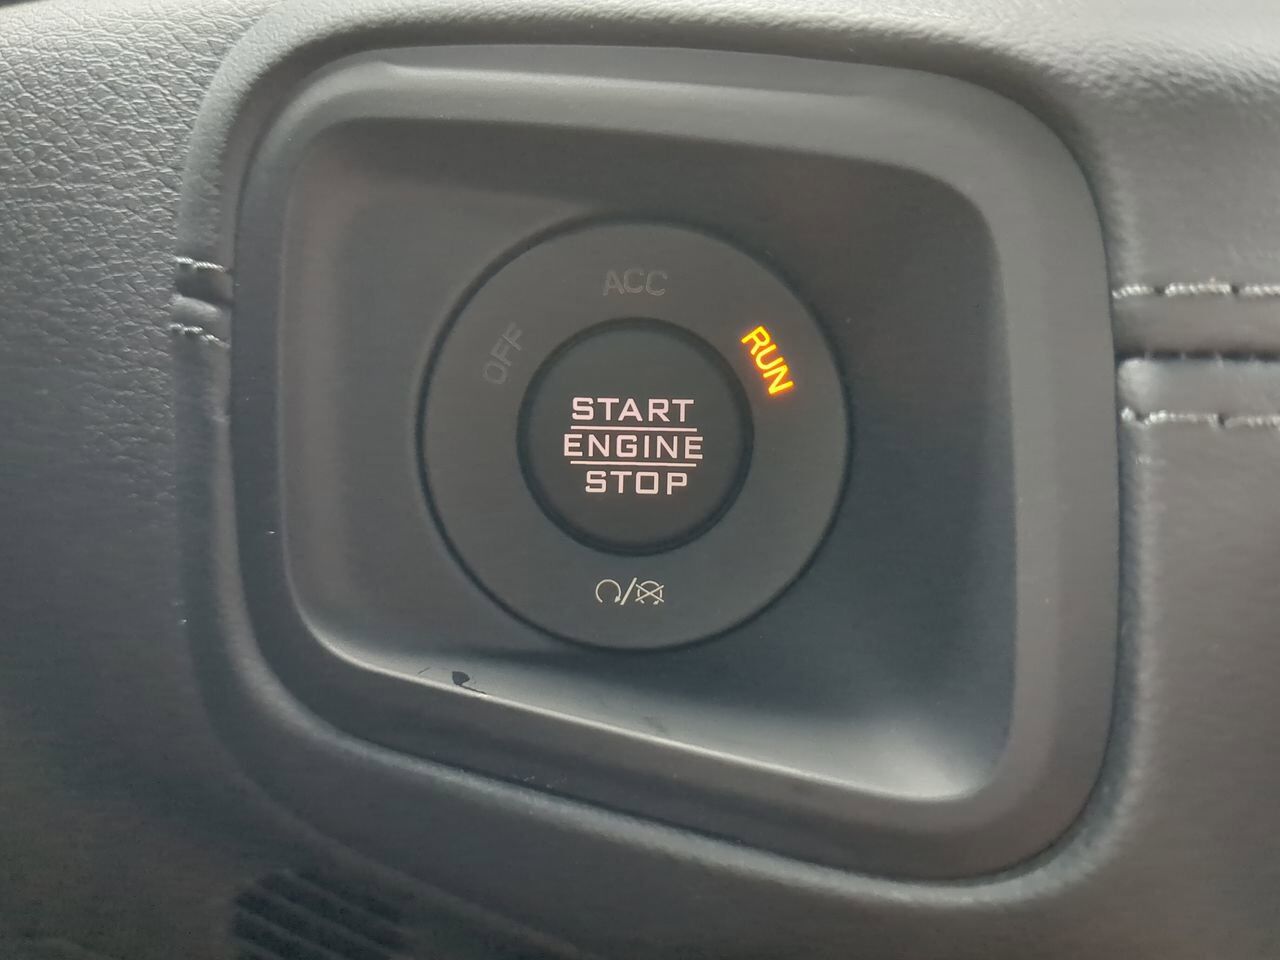 ACC
OFF
RUN
START
ENGINE
STOP